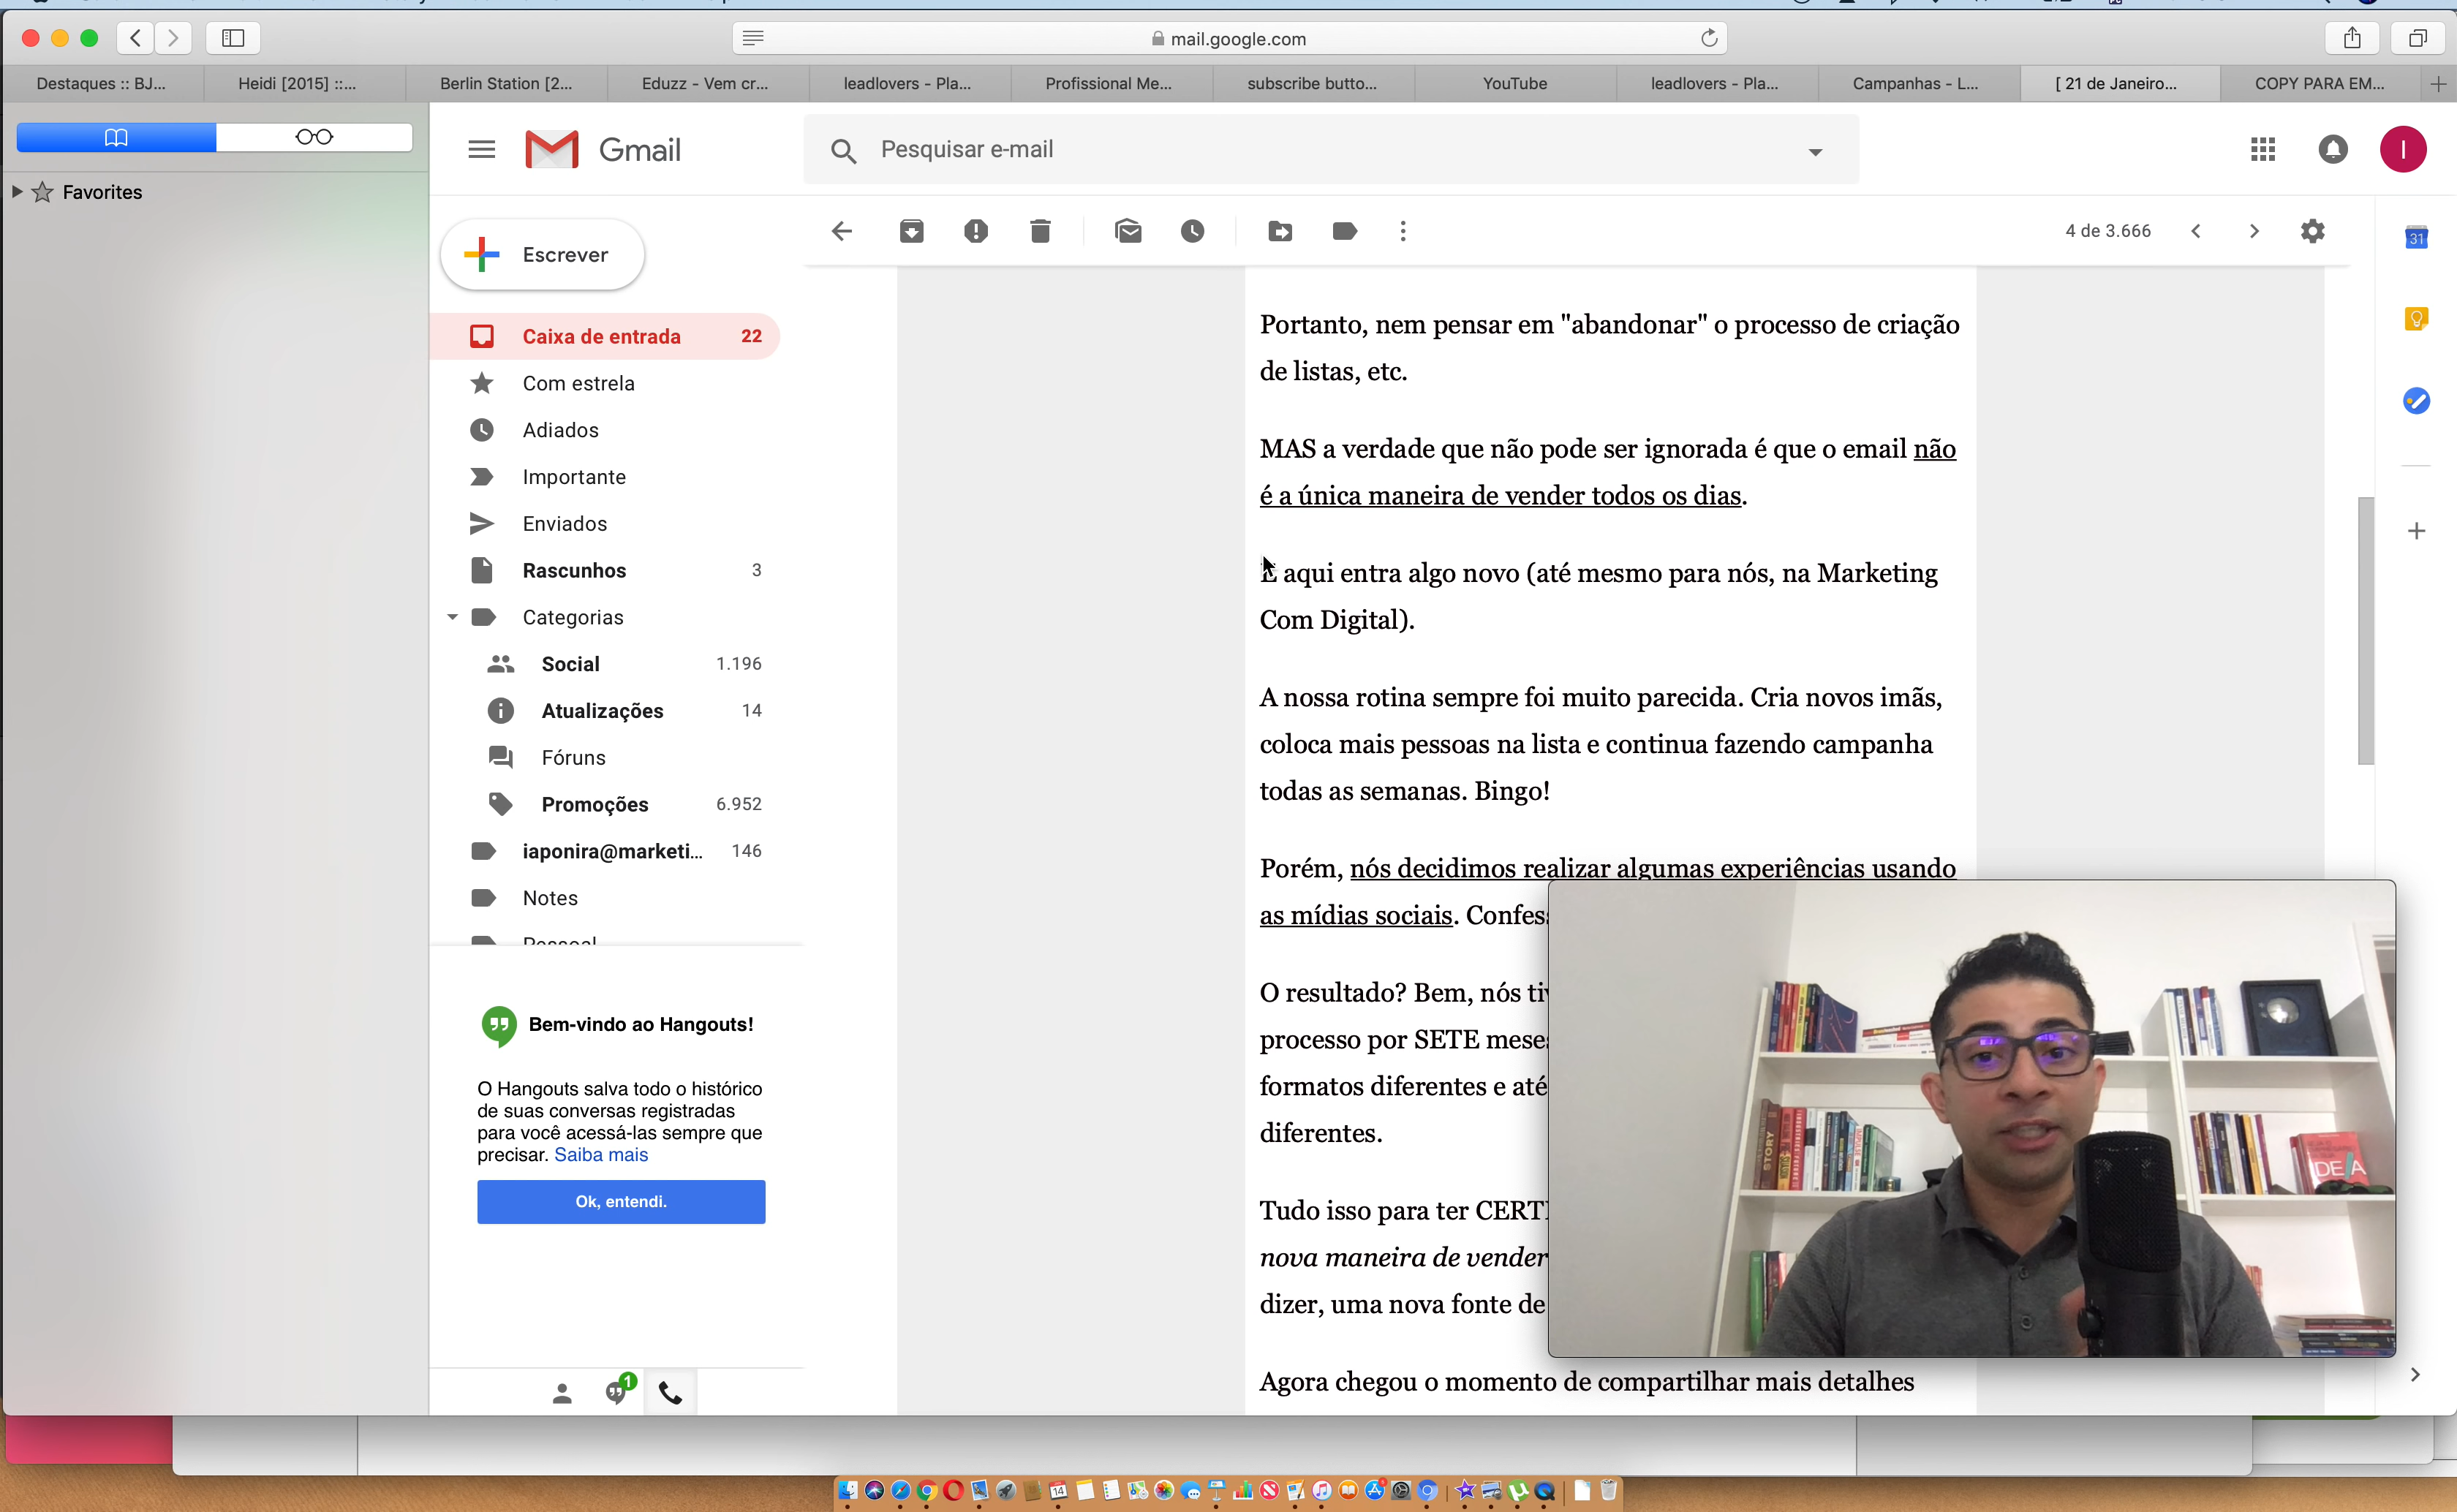 mail.google.com
Destaques :: BJ...
Heidi [2015] ::...
Berlin Station [2...
Eduzz - Vem cr...
leadlovers - Pla...
Profissional Me...
subscribe butto...
YouTube
leadlovers - Pla...
Campanhas - L...
[ 21 de Janeiro...
COPY PARA EM...
Favorites
Gmail
Pesquisar e-mail
I
Escrever
4 de 3.666
31
Caixa de entrada 22
Com estrela
Adiados
Importante
Enviados
Rascunhos 3
Categorias
Social 1.196
Atualizações 14
Fóruns
Promoções 6.952
iaponira@marketi... 146
Notes
Pessoal
Bem-vindo ao Hangouts!
O Hangouts salva todo o histórico
de suas conversas registradas
para você acessá-las sempre que
precisar. Saiba mais
Ok, entendi.
1
Portanto, nem pensar em "abandonar" o processo de criação
de listas, etc.
MAS a verdade que não pode ser ignorada é que o email não
é a única maneira de vender todos os dias.
E aqui entra algo novo (até mesmo para nós, na Marketing
Com Digital).
A nossa rotina sempre foi muito parecida. Cria novos imãs,
coloca mais pessoas na lista e continua fazendo campanha
todas as semanas. Bingo!
Porém, nós decidimos realizar algumas experiências usando
as mídias sociais. Confess
O resultado? Bem, nós tiv
processo por SETE meses
formatos diferentes e até
diferentes.
Tudo isso para ter CERT
nova maneira de vender
dizer, uma nova fonte de
Agora chegou o momento de compartilhar mais detalhes
STORY
14